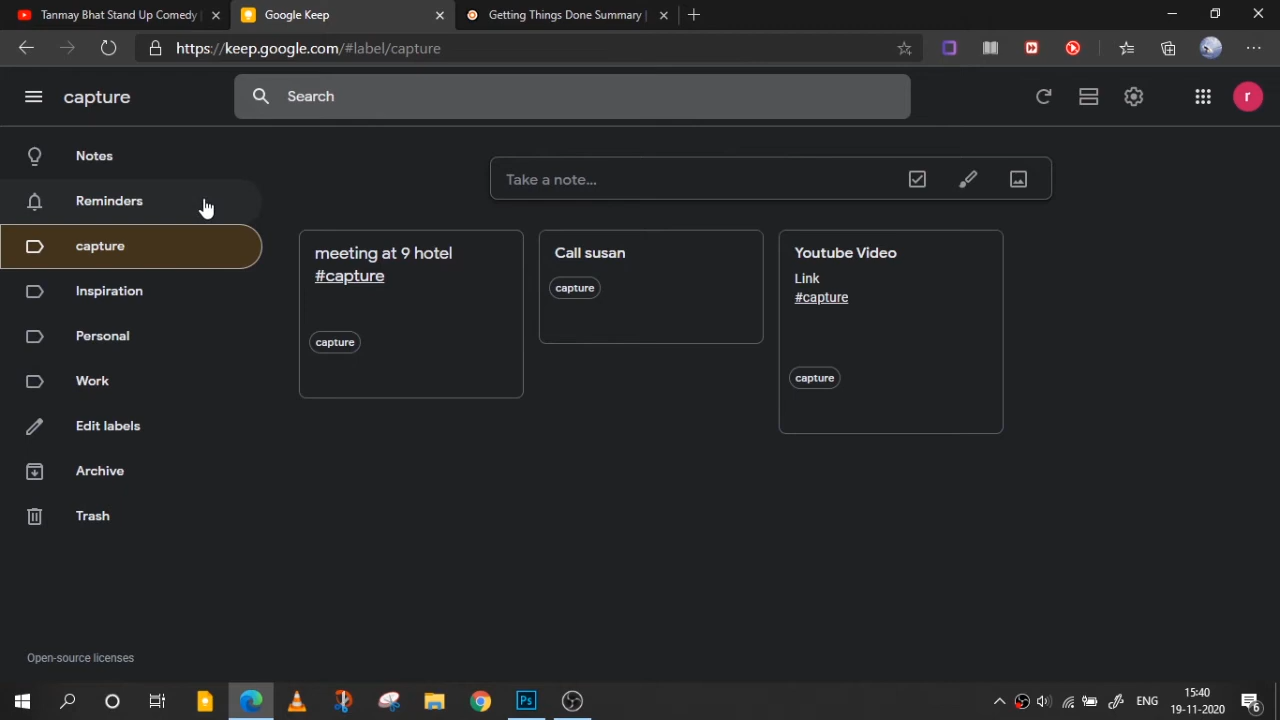 Tanmay Bhat Stand Up Comedy
Google Keep
Getting Things Done Summary
https://keep.google.com/#label/capture
capture
Search
r
Notes
Reminders
capture
Inspiration
Personal
Work
Edit labels
Archive
Trash
Take a note...
meeting at 9 hotel
#capture
capture
Call susan
capture
Youtube Video
Link
#capture
capture
Open-source licenses
Ps
ENG
15:40
19-11-2020
6